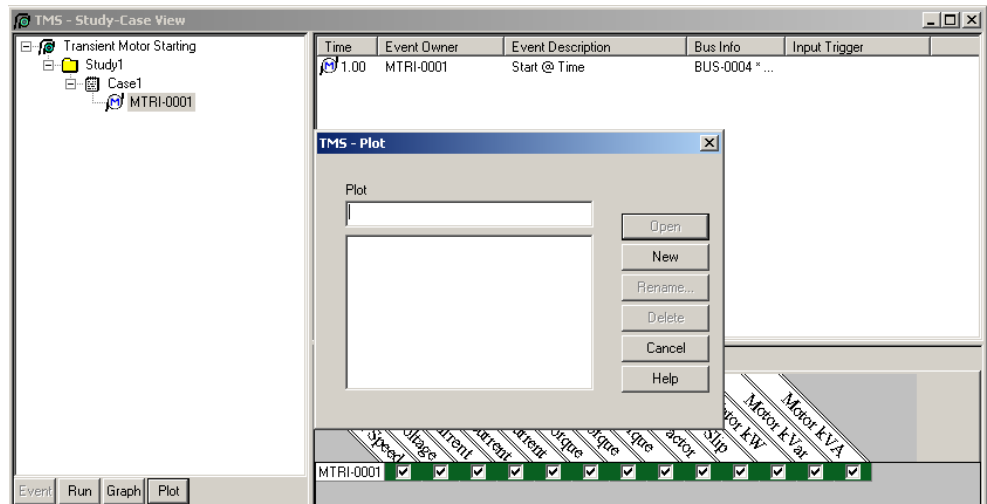 TMS - Study-Case View
Transient Motor Starting
Study1
Case1
MTRI-0001
Time Event Owner Event Description Bus Info Input Trigger
1.00 MTRI-0001 Start @ Time BUS-0004 * ...
TMS - Plot
Plot
Open
New
Rename...
Delete
Cancel
Help
Speed
Slip
Motor kVar
Motor kVA
MTRI-0001
Event Run Graph Plot